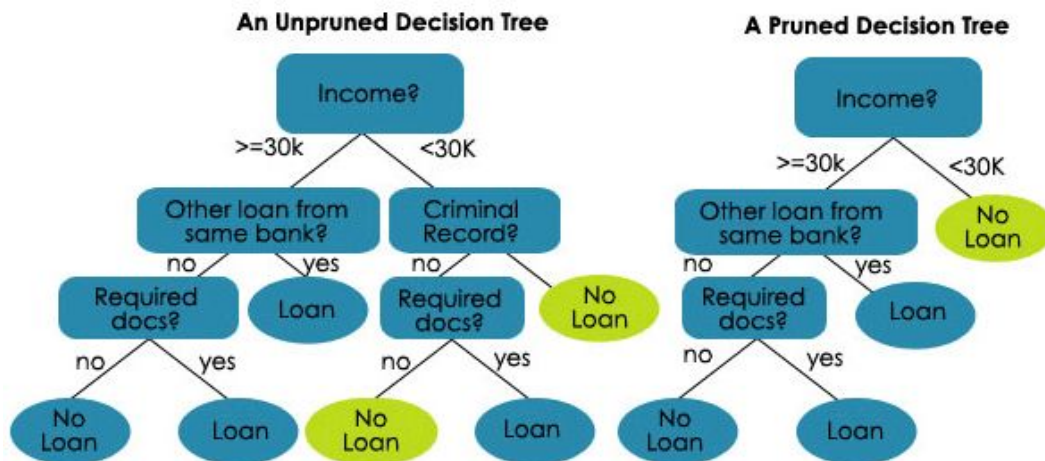 An Unpruned Decision Tree
Income?
>=30k
<30K
Other loan from
same bank?
Criminal
Record?
no
yes
no
Required
docs?
Loan
Required
docs?
No
Loan
no
yes
no
yes
No
Loan
Loan
No
Loan
Loan
A Pruned Decision Tree
Income?
>=30k
<30K
Other loan from
same bank?
No
Loan
no
yes
Required
docs?
Loan
no
yes
No
Loan
Loan